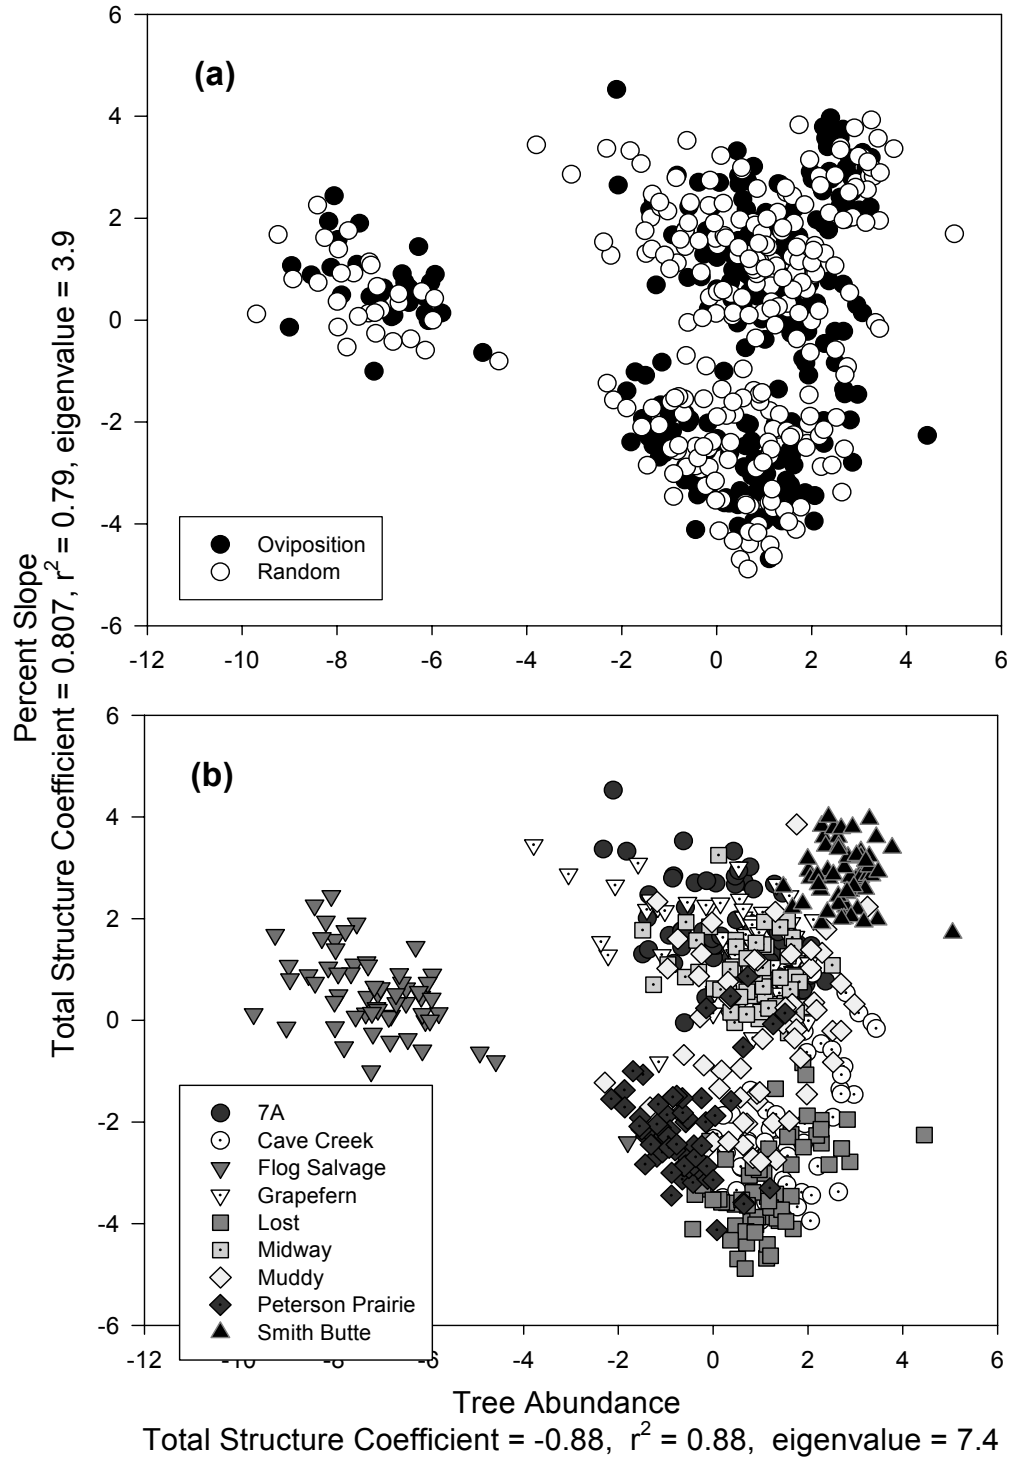 6
(a)
4
2
0
-2
-4
-6
Oviposition
Random
-12 -10 -8 -6 -4 -2 0 2 4 6
Percent Slope
Total Structure Coefficient = 0.807, r² = 0.79, eigenvalue = 3.9
6
(b)
4
2
0
-2
-4
-6
7A
Cave Creek
Flog Salvage
Grapefern
Lost
Midway
Muddy
Peterson Prairie
Smith Butte
-12 -10 -8 -6 -4 -2 0 2 4 6
Tree Abundance
Total Structure Coefficient = -0.88, r² = 0.88, eigenvalue = 7.4